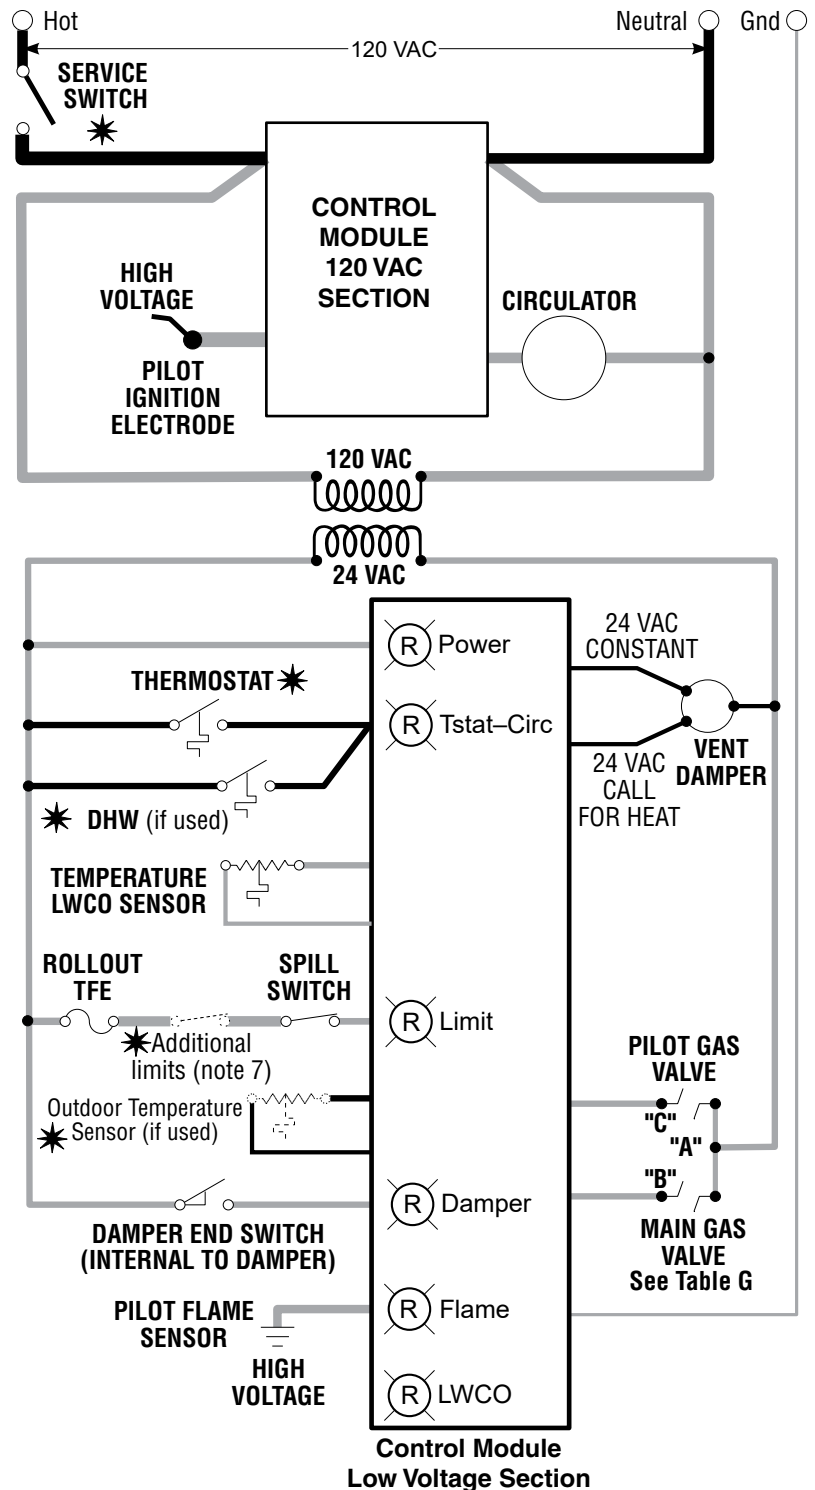 Hot
Neutral
Gnd
120 VAC
SERVICE
SWITCH
CONTROL
MODULE
120 VAC
SECTION
HIGH
VOLTAGE
CIRCULATOR
PILOT
IGNITION
ELECTRODE
120 VAC
24 VAC
R Power
24 VAC
CONSTANT
THERMOSTAT
R Tstat–Circ
VENT
DAMPER
24 VAC
CALL
FOR HEAT
DHW (if used)
TEMPERATURE
LWCO SENSOR
ROLLOUT
TFE
SPILL
SWITCH
R Limit
Additional
limits (note 7)
PILOT GAS
VALVE
"C"
"A"
"B"
Outdoor Temperature
Sensor (if used)
R Damper
MAIN GAS
VALVE
See Table G
DAMPER END SWITCH
(INTERNAL TO DAMPER)
PILOT FLAME
SENSOR
R Flame
HIGH
VOLTAGE
R LWCO
Control Module
Low Voltage Section